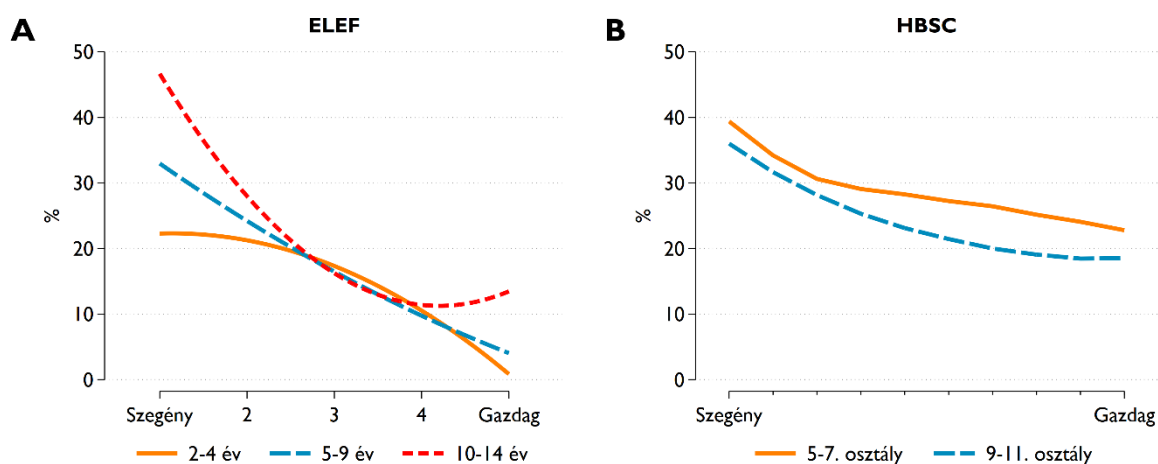 A
ELEF
50
40
30
20
10
0
%
Szegény 2 3 4 Gazdag
2-4 év 5-9 év 10-14 év
B
HBSC
50
40
30
20
10
0
%
Szegény Gazdag
5-7. osztály 9-11. osztály